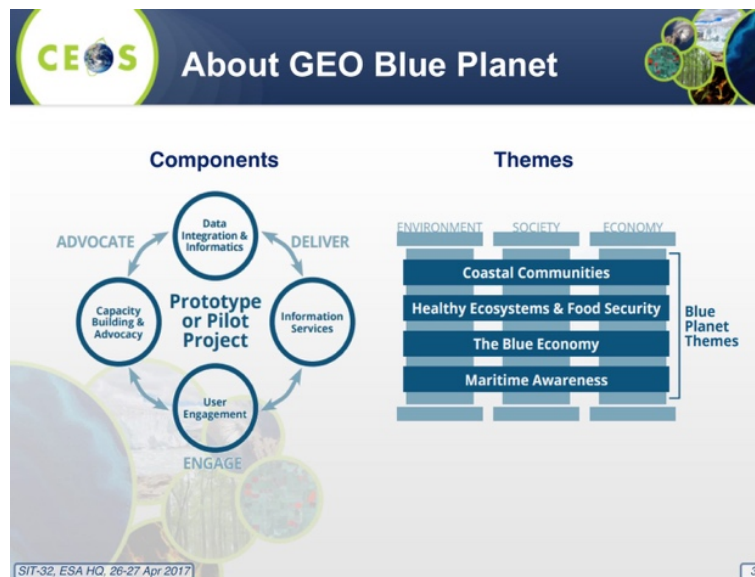 CEOS
About GEO Blue Planet
Components
Data
Integration &
Informatics
ADVOCATE
DELIVER
Capacity
Building &
Advocacy
Prototype
or Pilot
Project
Information
Services
User
Engagement
ENGAGE
Themes
ENVIRONMENT
SOCIETY
ECONOMY
Coastal Communities
Healthy Ecosystems & Food Security
The Blue Economy
Maritime Awareness
Blue
Planet
Themes
SIT-32, ESA HQ, 26-27 Apr 2017
3